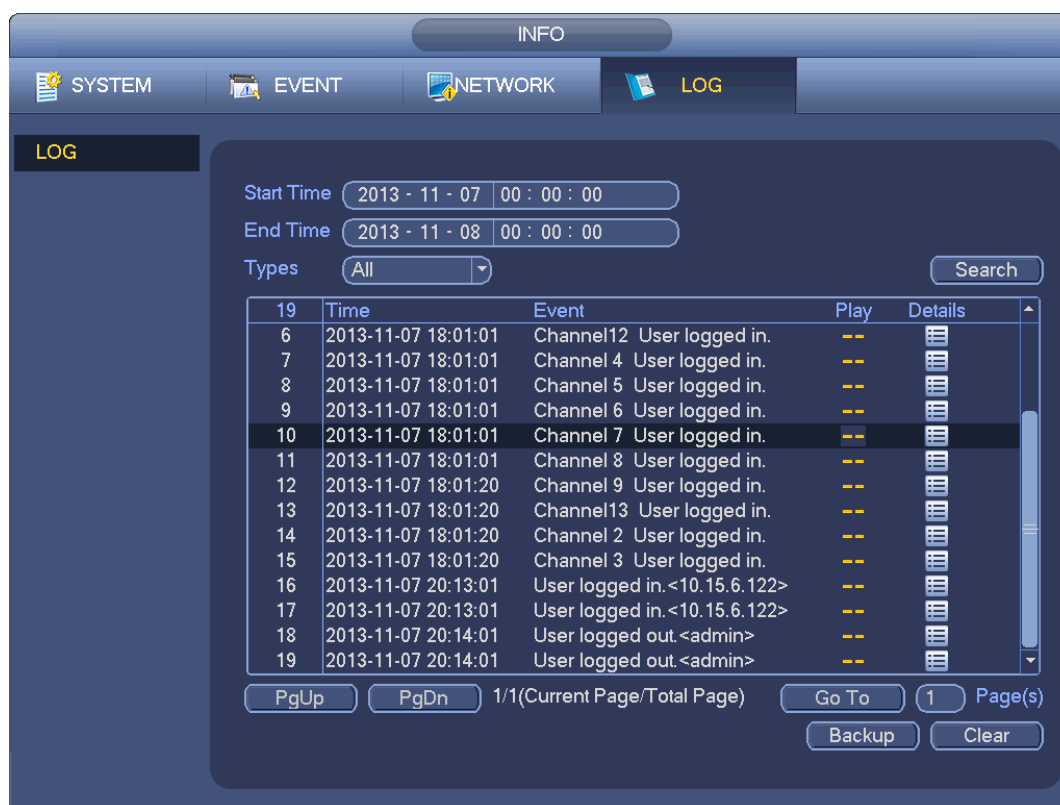 INFO
SYSTEM EVENT NETWORK LOG
LOG
Start Time 2013 - 11 - 07 00 : 00 : 00
End Time 2013 - 11 - 08 00 : 00 : 00
Types All
Search
19 Time Event Play Details
6 2013-11-07 18:01:01 Channel12 User logged in. --
7 2013-11-07 18:01:01 Channel 4 User logged in. --
8 2013-11-07 18:01:01 Channel 5 User logged in. --
9 2013-11-07 18:01:01 Channel 6 User logged in. --
10 2013-11-07 18:01:01 Channel 7 User logged in. --
11 2013-11-07 18:01:01 Channel 8 User logged in. --
12 2013-11-07 18:01:20 Channel 9 User logged in. --
13 2013-11-07 18:01:20 Channel13 User logged in. --
14 2013-11-07 18:01:20 Channel 2 User logged in. --
15 2013-11-07 18:01:20 Channel 3 User logged in. --
16 2013-11-07 20:13:01 User logged in.<10.15.6.122> --
17 2013-11-07 20:13:01 User logged in.<10.15.6.122> --
18 2013-11-07 20:14:01 User logged out.<admin> --
19 2013-11-07 20:14:01 User logged out.<admin> --
PgUp PgDn 1/1(Current Page/Total Page) Go To 1 Page(s)
Backup Clear